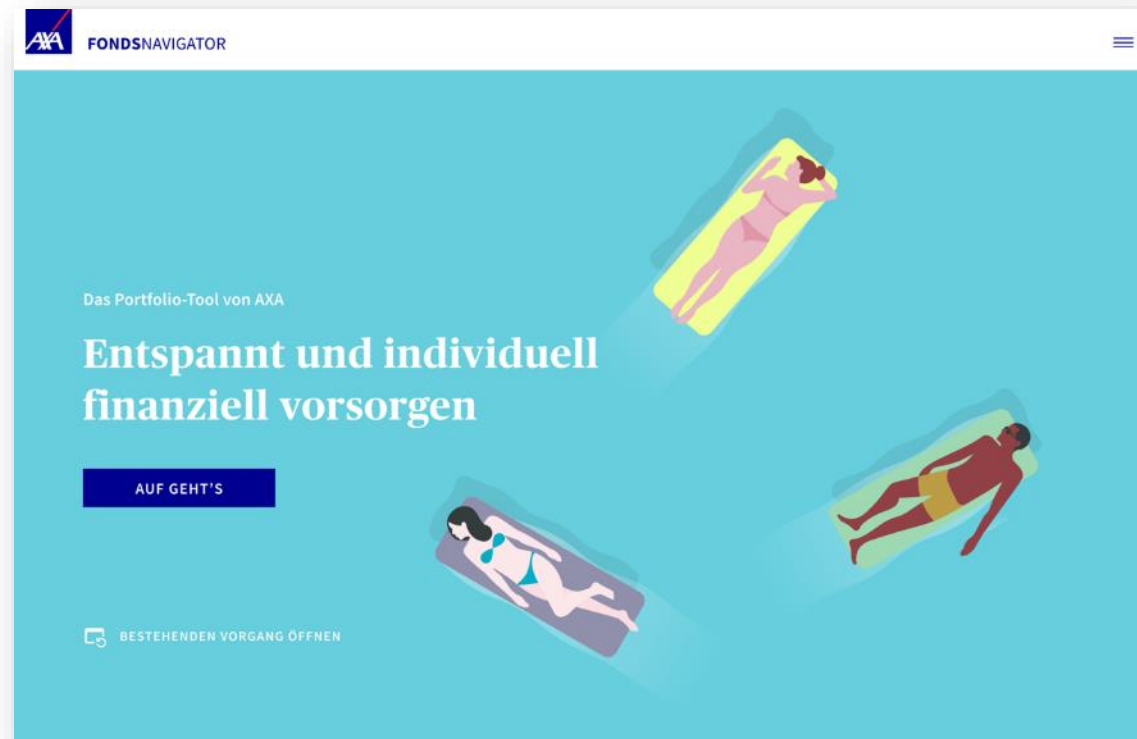 AXA
FONDSNAVIGATOR
Das Portfolio-Tool von AXA
Entspannt und individuell
finanziell vorsorgen
AUF GEHT'S
BESTEHENDEN VORGANG ÖFFNEN